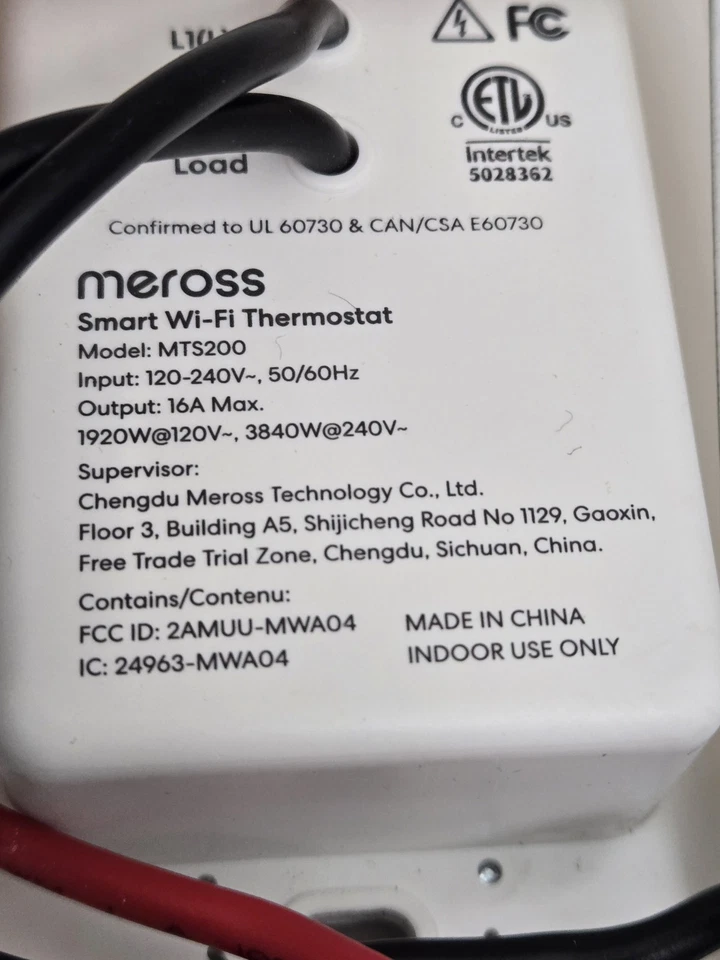 Load
FC
C ETL US
LISTED
Intertek
5028362
Confirmed to UL 60730 & CAN/CSA E60730
meross
Smart Wi-Fi Thermostat
Model: MTS200
Input: 120-240V~, 50/60Hz
Output: 16A Max.
1920W@120V~, 3840W@240V~
Supervisor:
Chengdu Meross Technology Co., Ltd.
Floor 3, Building A5, Shijicheng Road No 1129, Gaoxin,
Free Trade Trial Zone, Chengdu, Sichuan, China.
Contains/Contenu:
FCC ID: 2AMUU-MWA04
IC: 24963-MWA04
MADE IN CHINA
INDOOR USE ONLY